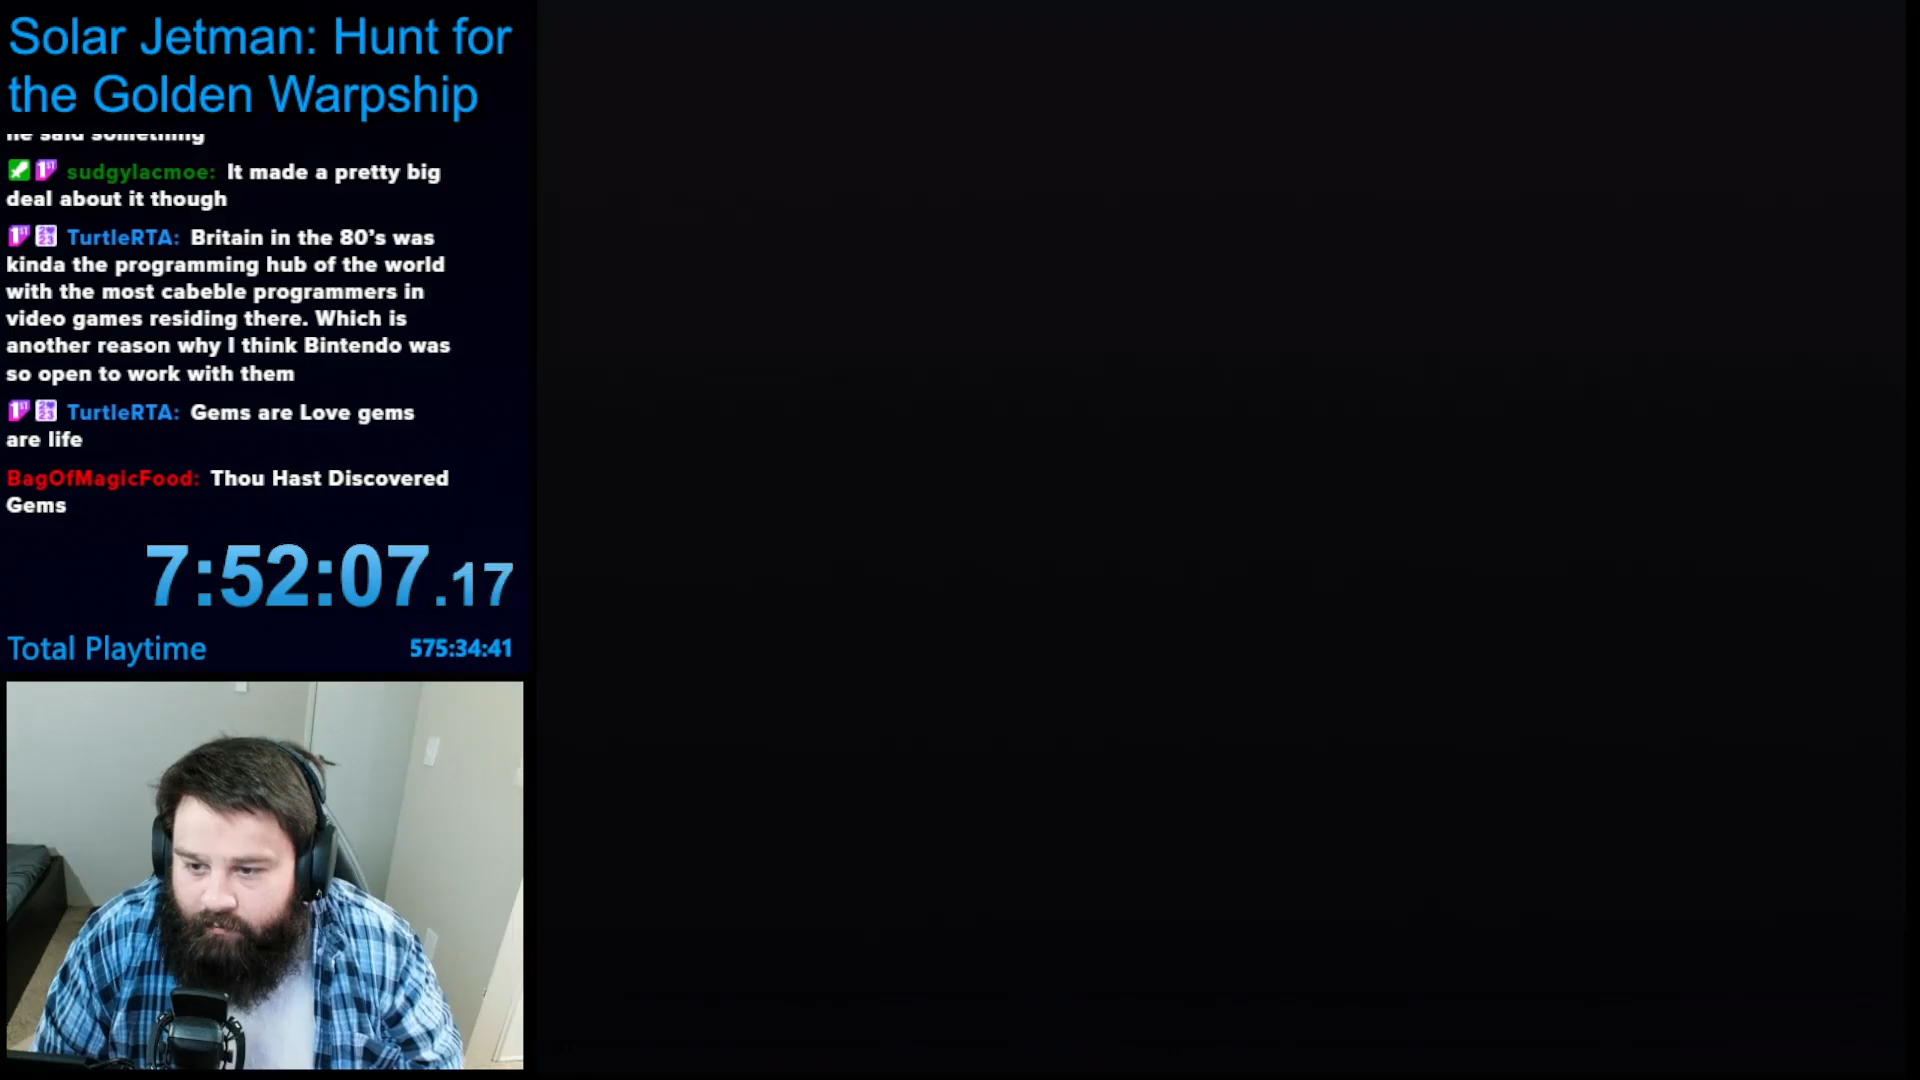 Solar Jetman: Hunt for
the Golden Warpship
he said something
sudgylacmoe: It made a pretty big
deal about it though
TurtleRTA: Britain in the 80's was
kinda the programming hub of the world
with the most cabeble programmers in
video games residing there. Which is
another reason why I think Bintendo was
so open to work with them
TurtleRTA: Gems are Love gems
are life
BagOfMagicFood: Thou Hast Discovered
Gems
7:52:07.17
Total Playtime 575:34:41